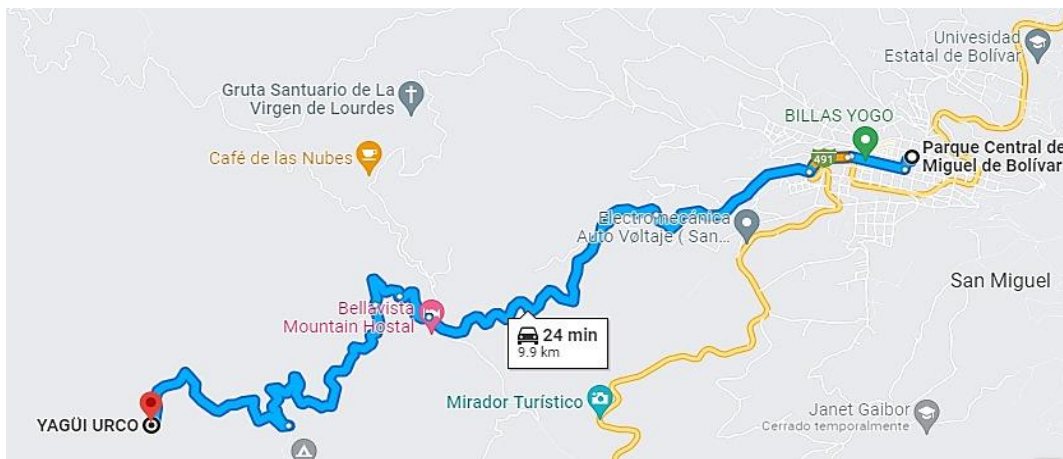 Univesidad
Estatal de Bolívar
Gruta Santuario de La
Virgen de Lourdes
BILLAS YOGO
Café de las Nubes
491
Parque Central de
Miguel de Bolívar
Electromecánica
Auto Voltaje ( San...
San Miguel
Bellavista
Mountain Hostal
24 min
9.9 km
Mirador Turístico
Janet Gaibor
Cerrado temporalmente
YAGÜI URCO